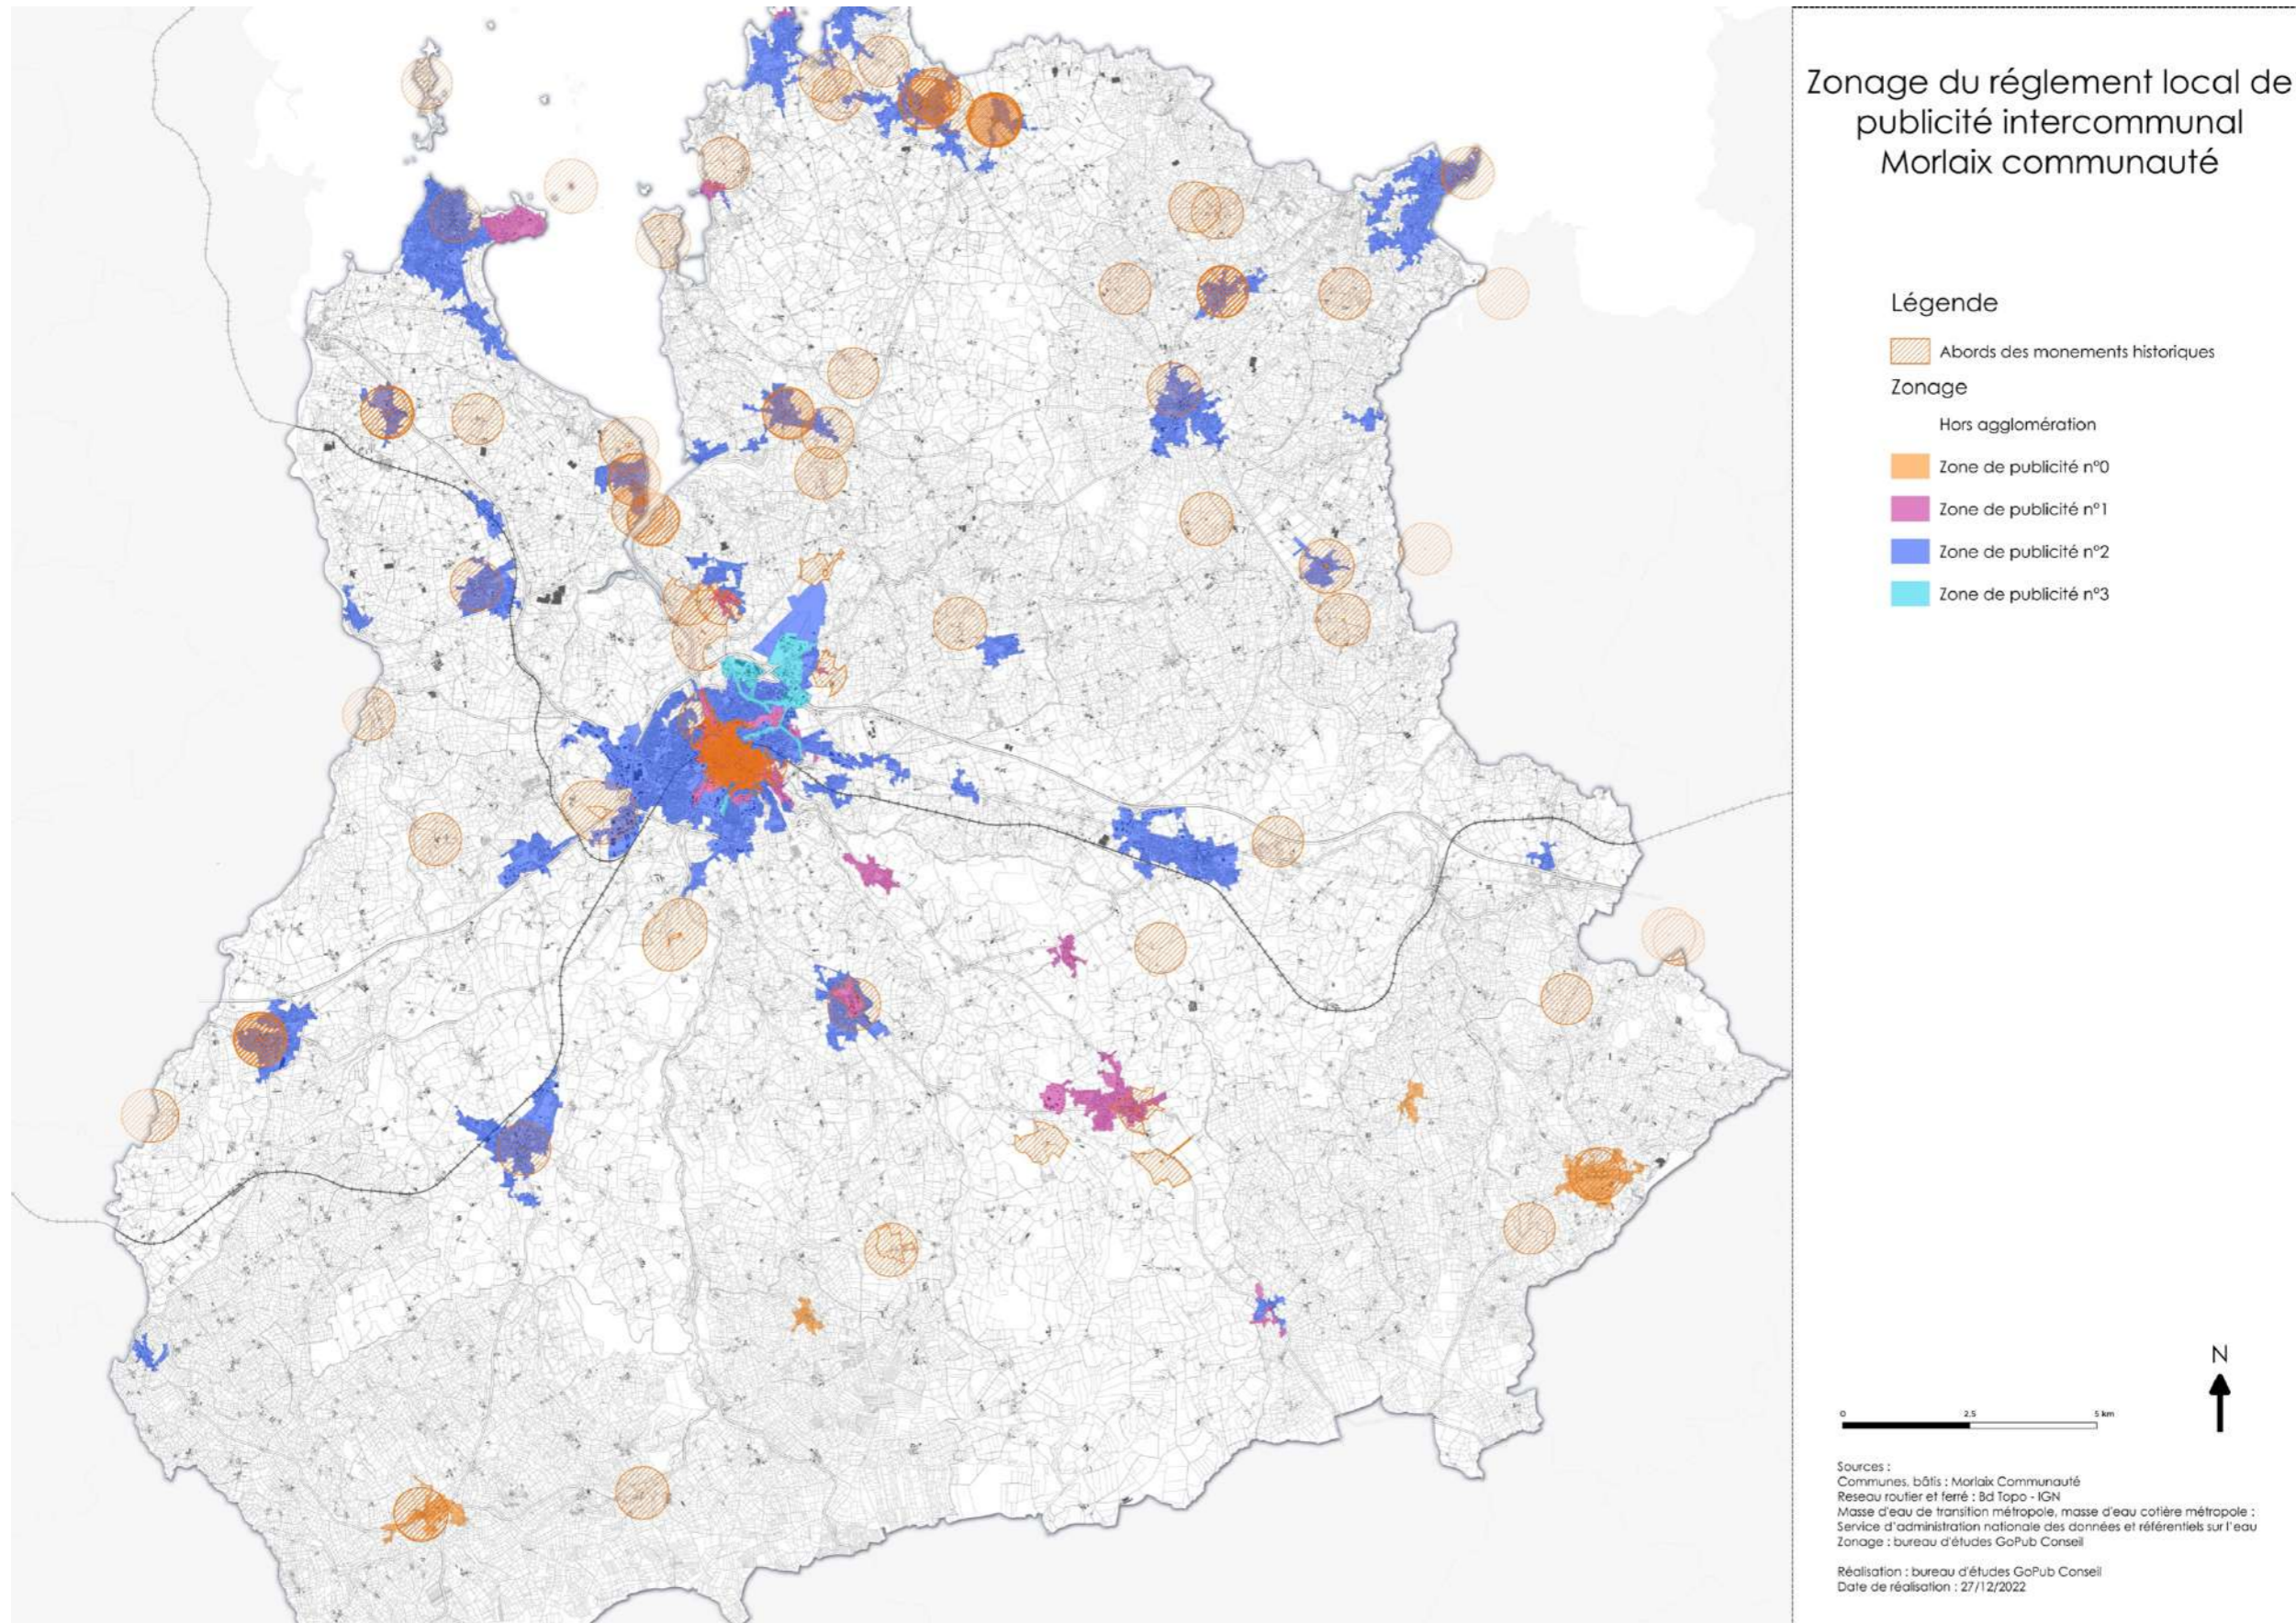 Zonage du réglement local de
publicité intercommunal
Morlaix communauté
Légende
Abords des monements historiques
Zonage
Hors agglomération
Zone de publicité n°0
Zone de publicité n°1
Zone de publicité n°2
Zone de publicité n°3
N
0 2,5 5 km
Sources :
Communes, bâtis : Morlaix Communauté
Reseau routier et ferré : Bd Topo - IGN
Masse d'eau de transition métropole, masse d'eau cotière métropole :
Service d'administration nationale des données et référentiels sur l'eau
Zonage : bureau d'études GoPub Conseil
Réalisation : bureau d'études GoPub Conseil
Date de réalisation : 27/12/2022